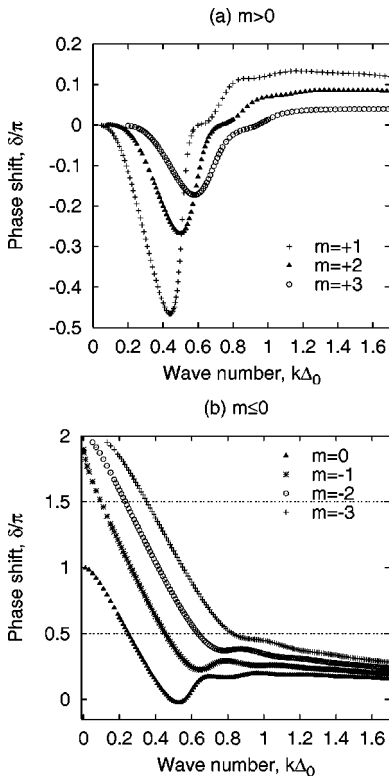 (a) m>0
0.2
0.1
0
-0.1
-0.2
-0.3
-0.4
-0.5
Phase shift, δ/π
m=+1
m=+2
m=+3
0 0.2 0.4 0.6 0.8 1 1.2 1.4 1.6
Wave number, kΔ₀
(b) m≤0
2
1.5
1
0.5
0
Phase shift, δ/π
m=0
m=-1
m=-2
m=-3
0 0.2 0.4 0.6 0.8 1 1.2 1.4 1.6
Wave number, kΔ₀